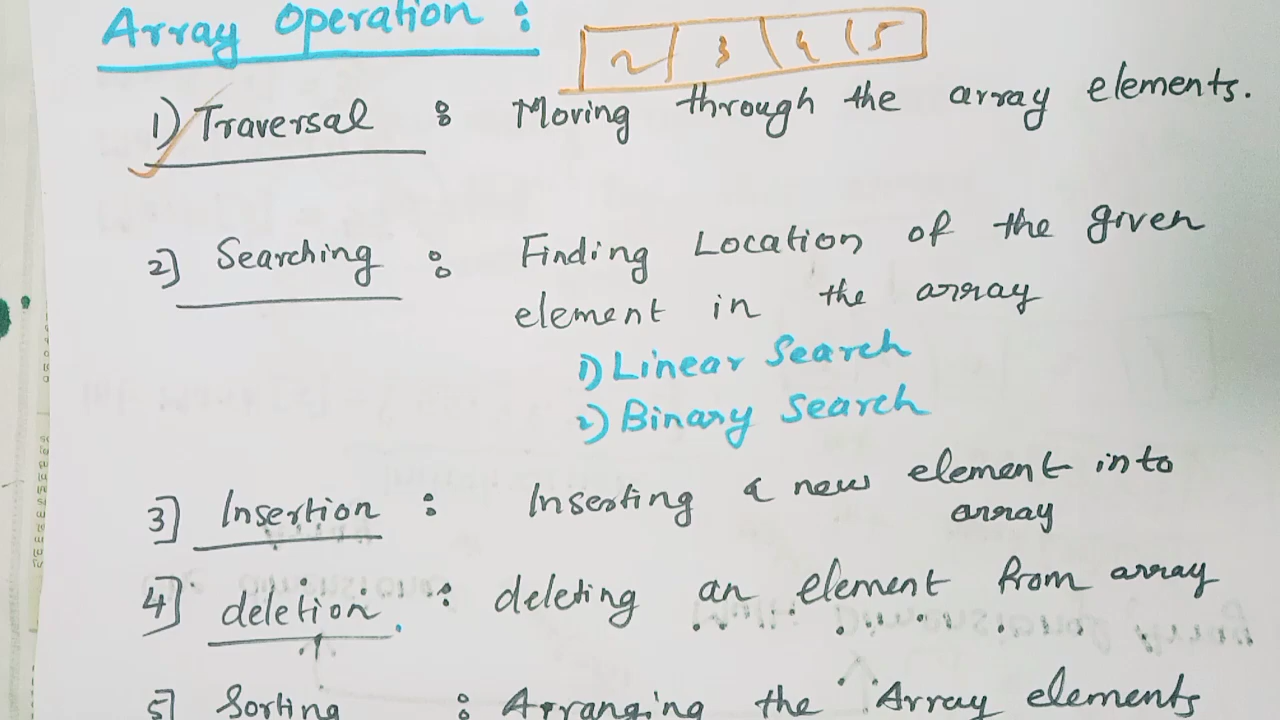 Array Operation :
2 3 4 5
1) Traversal : Moving through the array elements.
2) Searching : Finding Location of the given
element in the array
1) Linear Search
2) Binary Search
3] Insertion : Inserting a new element into
array
4] deletion : deleting an element from array
5] Sorting : Arranging the Array elements